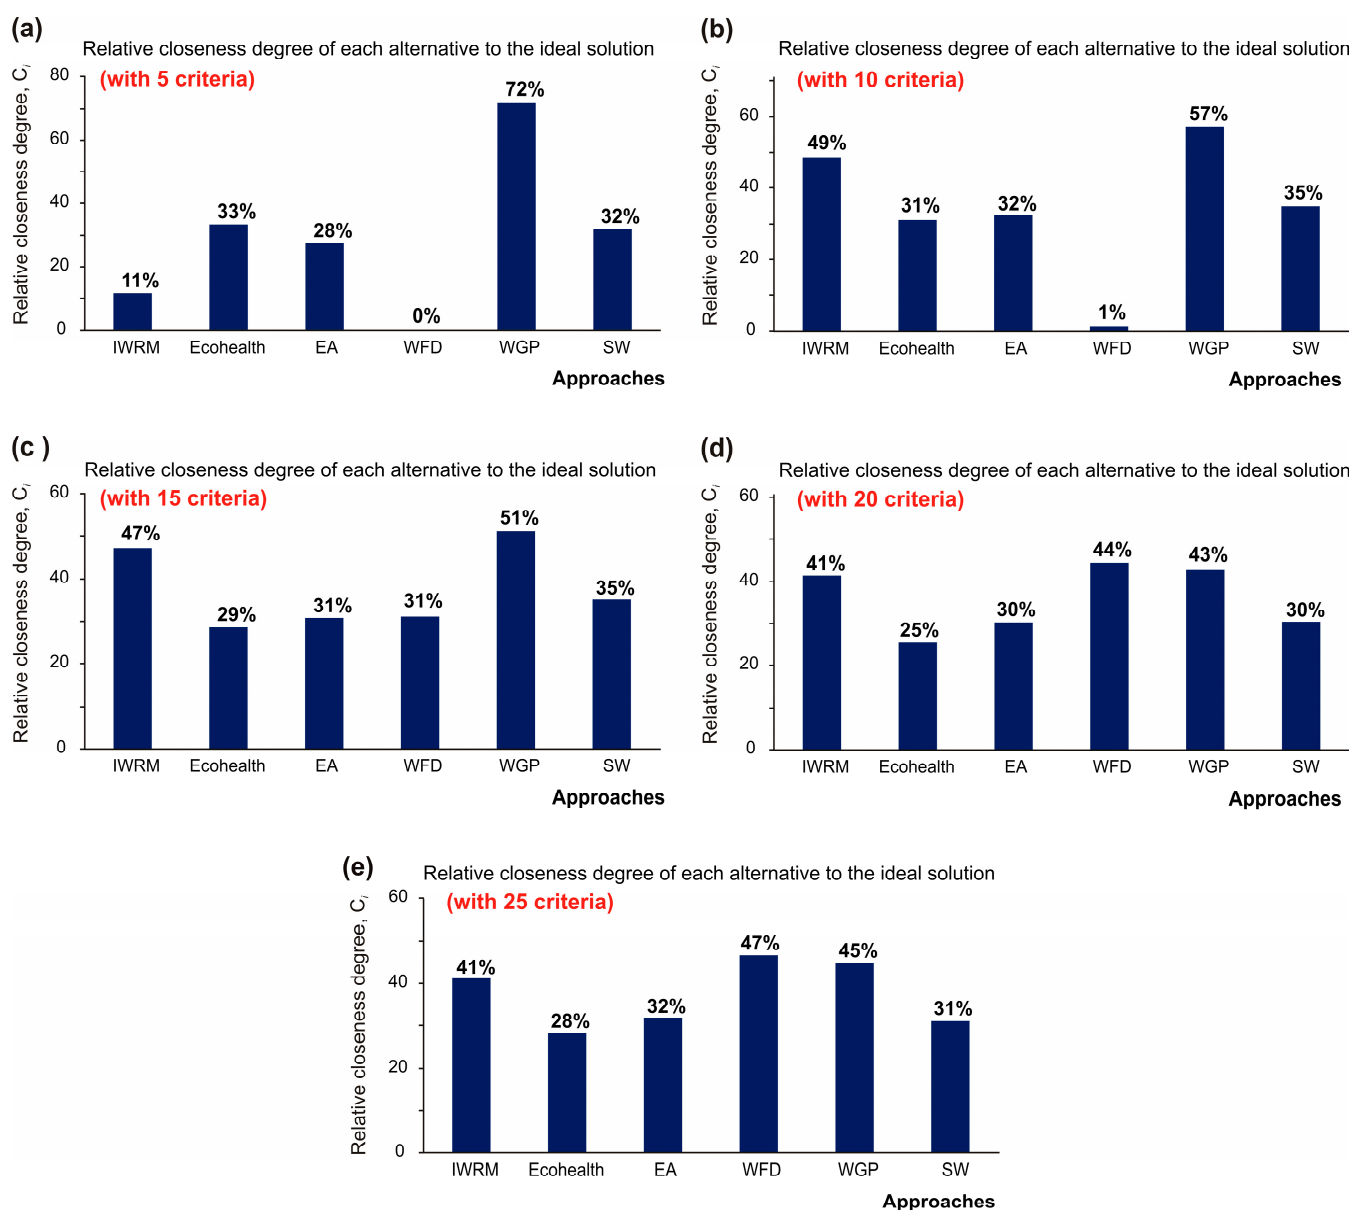 (a)
Relative closeness degree of each alternative to the ideal solution
(with 5 criteria)
Relative closeness degree, Ci
80
60
40
20
0
11%
33%
28%
0%
72%
32%
IWRM Ecohealth EA WFD WGP SW
Approaches
(b)
Relative closeness degree of each alternative to the ideal solution
(with 10 criteria)
Relative closeness degree, Ci
60
40
20
0
49%
31%
32%
1%
57%
35%
IWRM Ecohealth EA WFD WGP SW
Approaches
(c )
Relative closeness degree of each alternative to the ideal solution
(with 15 criteria)
Relative closeness degree, Ci
60
40
20
0
47%
29%
31%
31%
51%
35%
IWRM Ecohealth EA WFD WGP SW
Approaches
(d)
Relative closeness degree of each alternative to the ideal solution
(with 20 criteria)
Relative closeness degree, Ci
60
40
20
0
41%
25%
30%
44%
43%
30%
IWRM Ecohealth EA WFD WGP SW
Approaches
(e)
Relative closeness degree of each alternative to the ideal solution
(with 25 criteria)
Relative closeness degree, Ci
60
40
20
0
41%
28%
32%
47%
45%
31%
IWRM Ecohealth EA WFD WGP SW
Approaches